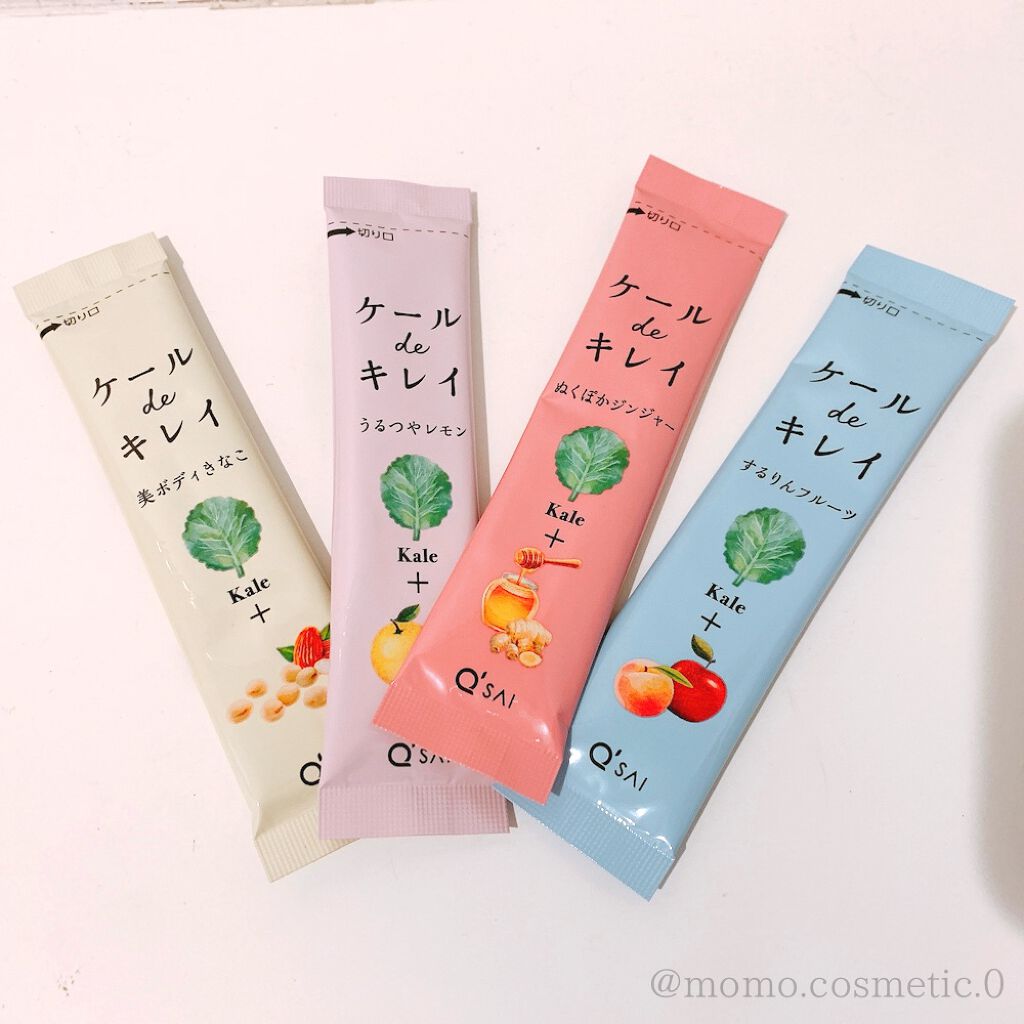 切り口
ケール
de
キレイ
美ボディきなこ
Kale
+
切り口
ケール
de
キレイ
うるつやレモン
Kale
+
Q'SAI
切り口
ケール
de
キレイ
ぬくぽかジンジャー
Kale
+
Q'SAI
切り口
ケール
de
キレイ
するりんフルーツ
Kale
+
Q'SAI
@momo.cosmetic.0